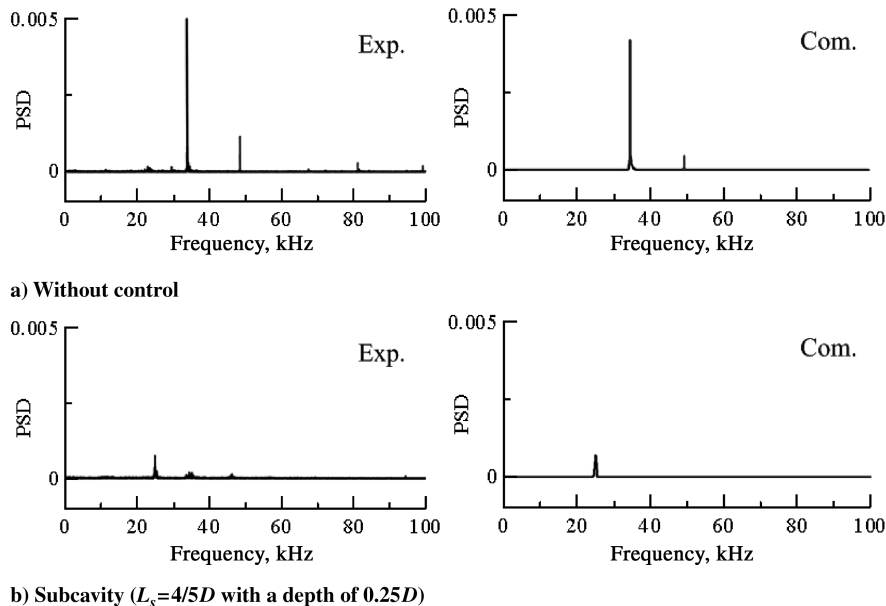 0.005
Exp.
PSD
0
0 20 40 60 80 100
Frequency, kHz
0.005
Com.
PSD
0
0 20 40 60 80 100
Frequency, kHz
a) Without control
0.005
Exp.
PSD
0
0 20 40 60 80 100
Frequency, kHz
0.005
Com.
PSD
0
0 20 40 60 80 100
Frequency, kHz
b) Subcavity (Ls=4/5D with a depth of 0.25D)